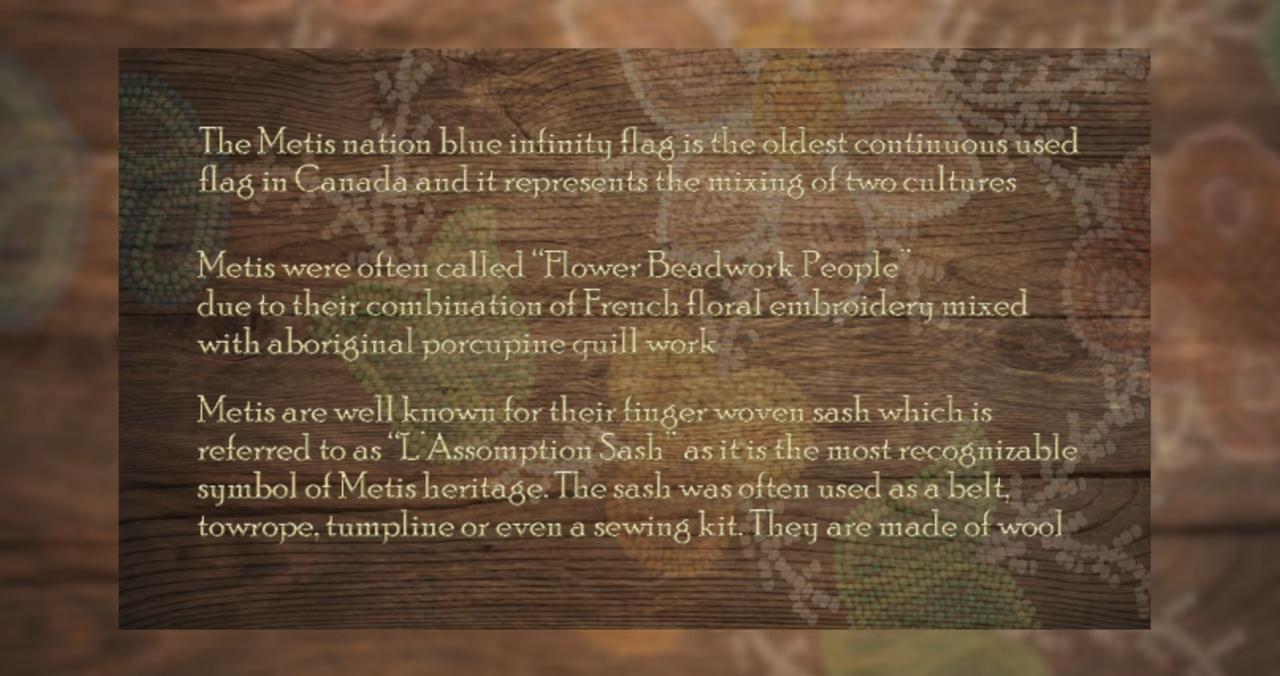 The Metis nation blue infinity flag is the oldest continuous used
flag in Canada and it represents the mixing of two cultures
Metis were often called “Flower Beadwork People”
due to their combination of French floral embroidery mixed
with aboriginal porcupine quill work
Metis are well known for their finger woven sash which is
referred to as “L'Assomption Sash” as it is the most recognizable
symbol of Metis heritage. The sash was often used as a belt,
towrope, tumpline or even a sewing kit. They are made of wool